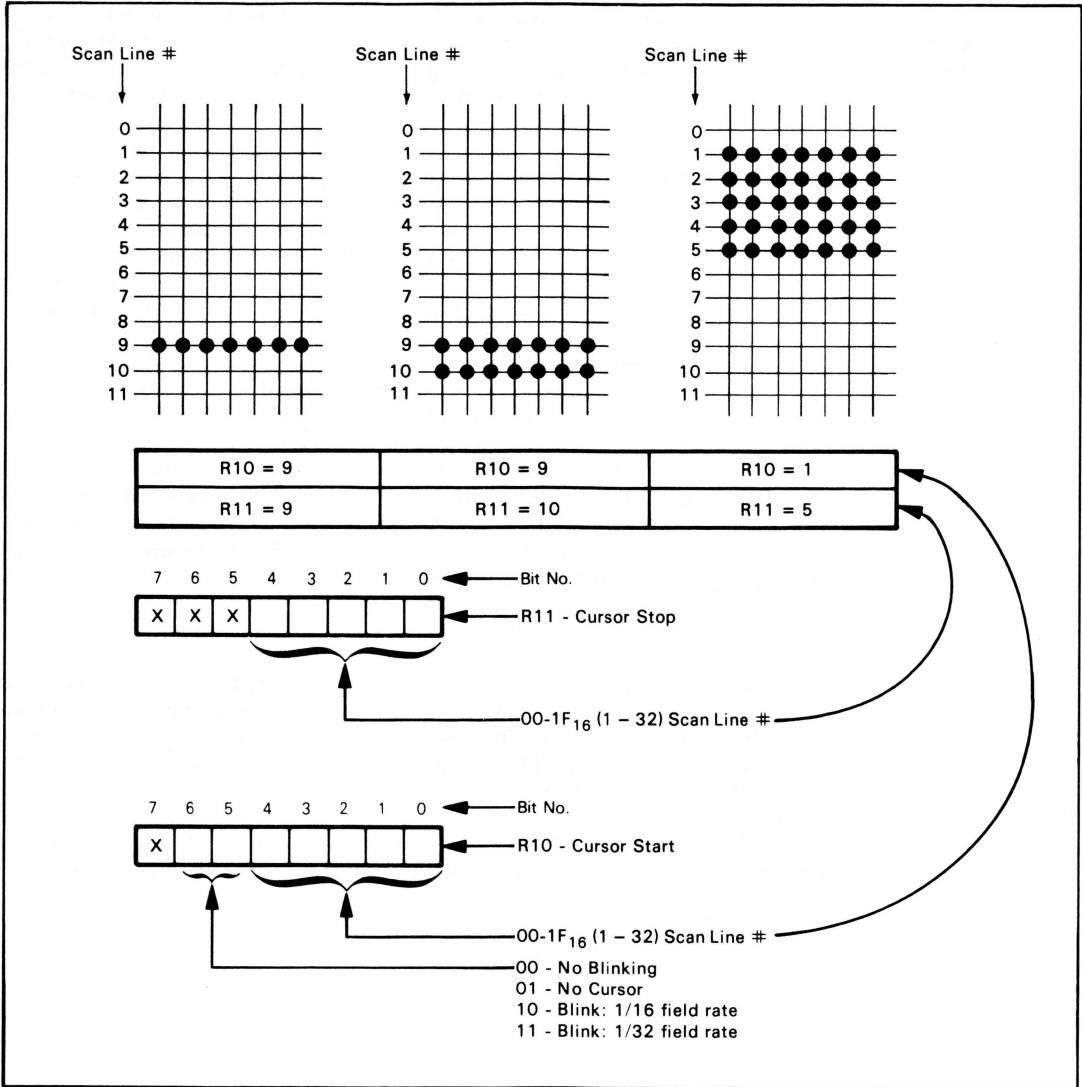 Scan Line # Scan Line # Scan Line #
0 0 0
1 1 1
2 2 2
3 3 3
4 4 4
5 5 5
6 6 6
7 7 7
8 8 8
9 9 9
10 10 10
11 11 11
R10 = 9 R10 = 9 R10 = 1
R11 = 9 R11 = 10 R11 = 5
7 6 5 4 3 2 1 0 Bit No.
X X X R11 - Cursor Stop
00-1F₁₆ (1 – 32) Scan Line #
7 6 5 4 3 2 1 0 Bit No.
X R10 - Cursor Start
00-1F₁₆ (1 – 32) Scan Line #
00 - No Blinking
01 - No Cursor
10 - Blink: 1/16 field rate
11 - Blink: 1/32 field rate